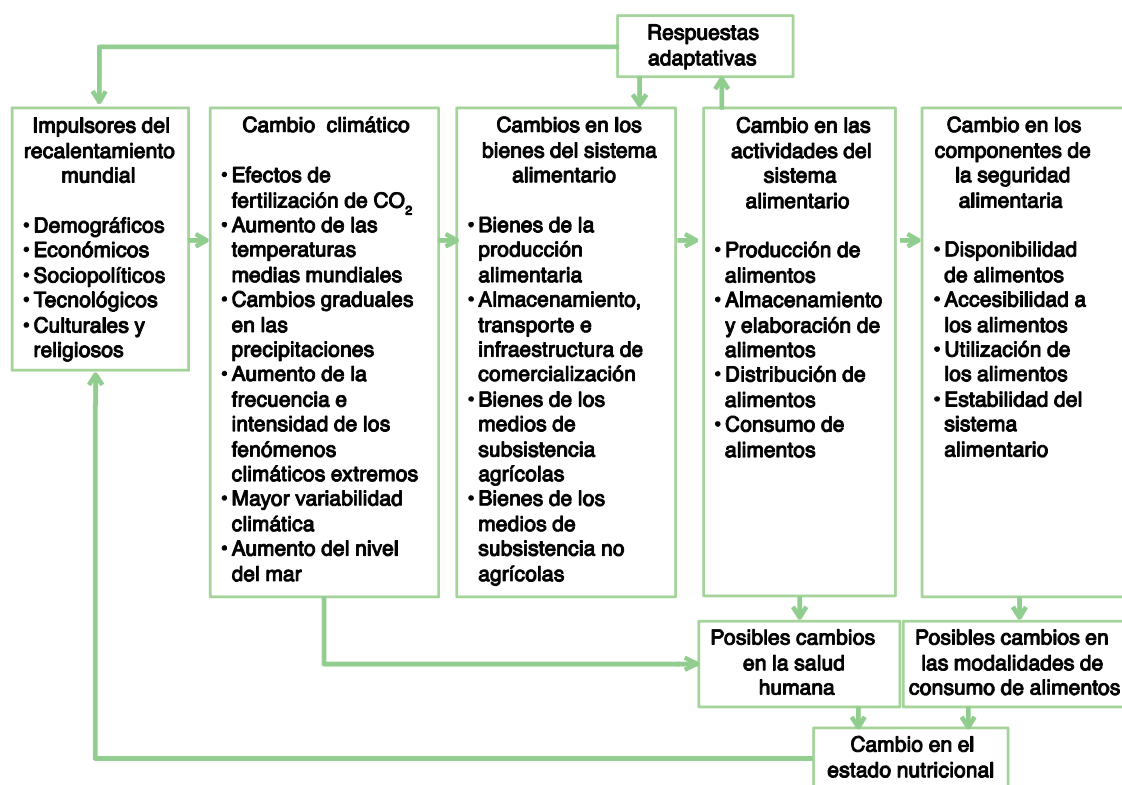 Respuestas
adaptativas
Impulsores del
recalentamiento
mundial
• Demográficos
• Económicos
• Sociopolíticos
• Tecnológicos
• Culturales y
religiosos
Cambio climático
• Efectos de
fertilización de CO₂
• Aumento de las
temperaturas
medias mundiales
• Cambios graduales
en las
precipitaciones
• Aumento de la
frecuencia e
intensidad de los
fenómenos
climáticos extremos
• Mayor variabilidad
climática
• Aumento del nivel
del mar
Cambios en los
bienes del sistema
alimentario
• Bienes de la
producción
alimentaria
• Almacenamiento,
transporte e
infraestructura de
comercialización
• Bienes de los
medios de
subsistencia
agrícolas
• Bienes de los
medios de
subsistencia no
agrícolas
Cambio en las
actividades del
sistema
alimentario
• Producción de
alimentos
• Almacenamiento
y elaboración de
alimentos
• Distribución de
alimentos
• Consumo de
alimentos
Cambio en los
componentes de
la seguridad
alimentaria
• Disponibilidad
de alimentos
• Accesibilidad a
los alimentos
• Utilización de
los alimentos
• Estabilidad del
sistema
alimentario
Posibles cambios
en la salud
humana
Posibles cambios en
las modalidades de
consumo de alimentos
Cambio en el
estado nutricional